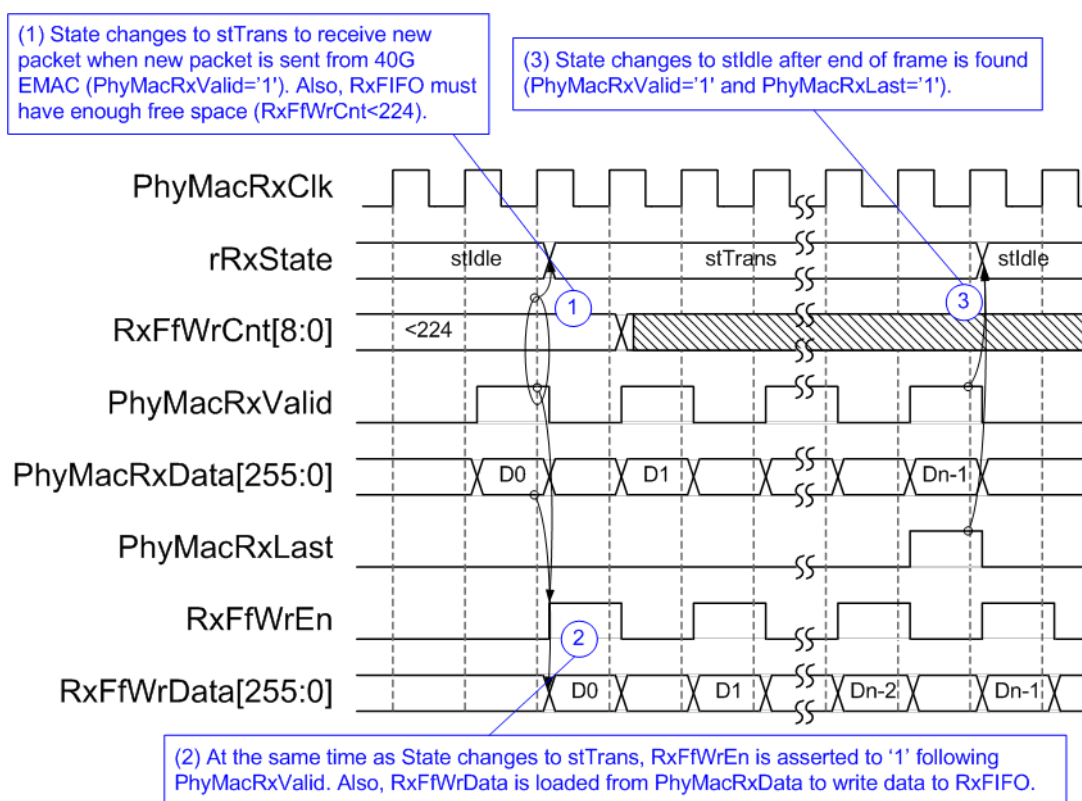 (1) State changes to stTrans to receive new
packet when new packet is sent from 40G
EMAC (PhyMacRxValid=’1’). Also, RxFIFO must
have enough free space (RxFfWrCnt<224).
(3) State changes to stIdle after end of frame is found
(PhyMacRxValid=’1’ and PhyMacRxLast=’1’).
PhyMacRxClk
rRxState
stIdle
stTrans
stIdle
1
3
RxFfWrCnt[8:0]
<224
PhyMacRxValid
PhyMacRxData[255:0]
D0
D1
Dn-1
PhyMacRxLast
RxFfWrEn
2
RxFfWrData[255:0]
D0
D1
Dn-2
Dn-1
(2) At the same time as State changes to stTrans, RxFfWrEn is asserted to ‘1’ following
PhyMacRxValid. Also, RxFfWrData is loaded from PhyMacRxData to write data to RxFIFO.